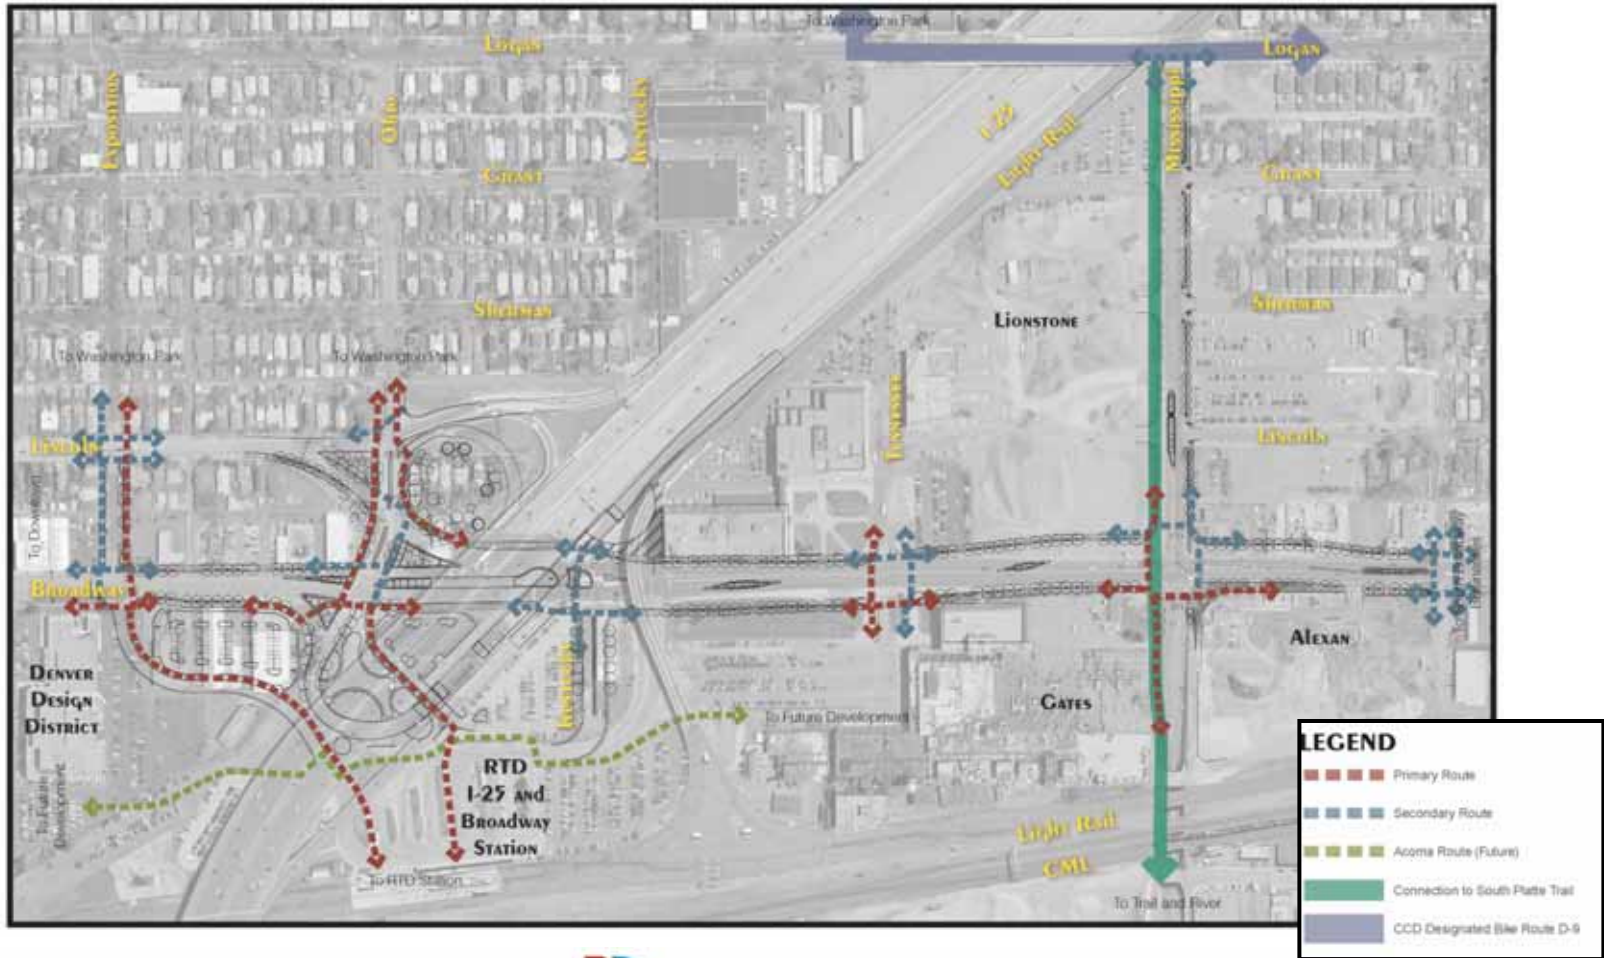 To Washington Park
Logan
Logan
Exposition
Ohio
Kentucky
I-25
Light Rail
Mississippi
Grant
Grant
Sherman
Sherman
Lionstone
To Washington Park
To Washington Park
Tennessee
Lincoln
Lincoln
To Downtown
Broadway
Alexan
Denver
Design
District
Kentucky
Gates
To Future Development
To Future
Development
RTD
I-25 and
Broadway
Station
Light Rail
CML
To RTD Station
To Trail and River
LEGEND
Primary Route
Secondary Route
Acoma Route (Future)
Connection to South Platte Trail
CCD Designated Bike Route D-9